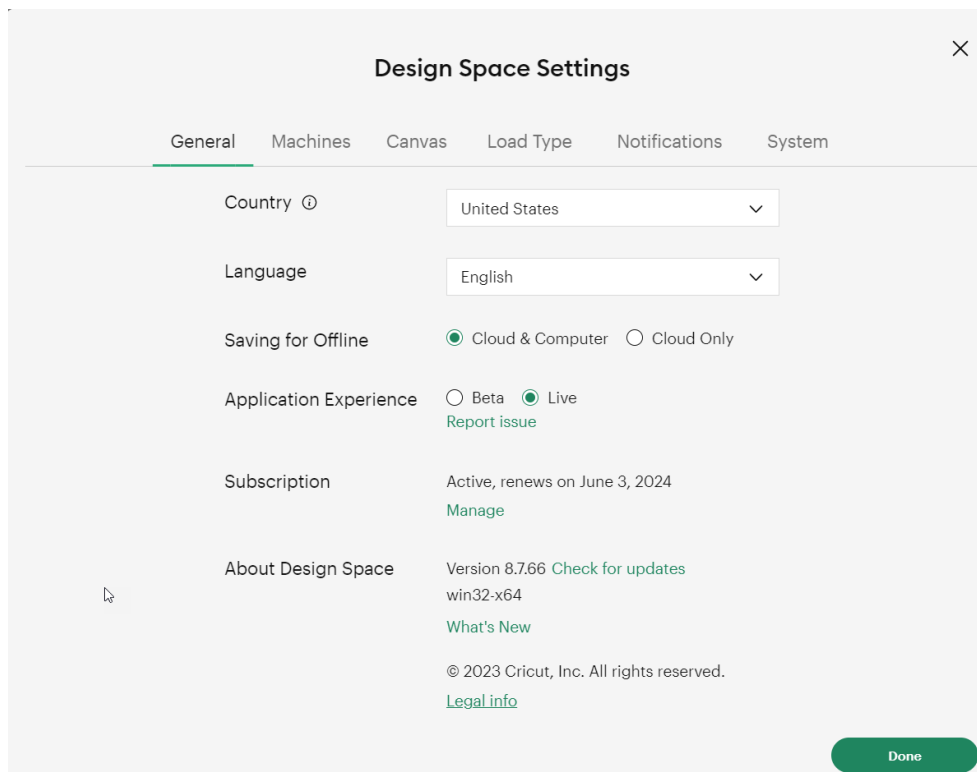 Design Space Settings
General Machines Canvas Load Type Notifications System
Country
United States
Language
English
Saving for Offline
Cloud & Computer Cloud Only
Application Experience
Beta Live
Report issue
Subscription
Active, renews on June 3, 2024
Manage
About Design Space
Version 8.7.66 Check for updates
win32-x64
What's New
© 2023 Cricut, Inc. All rights reserved.
Legal info
Done